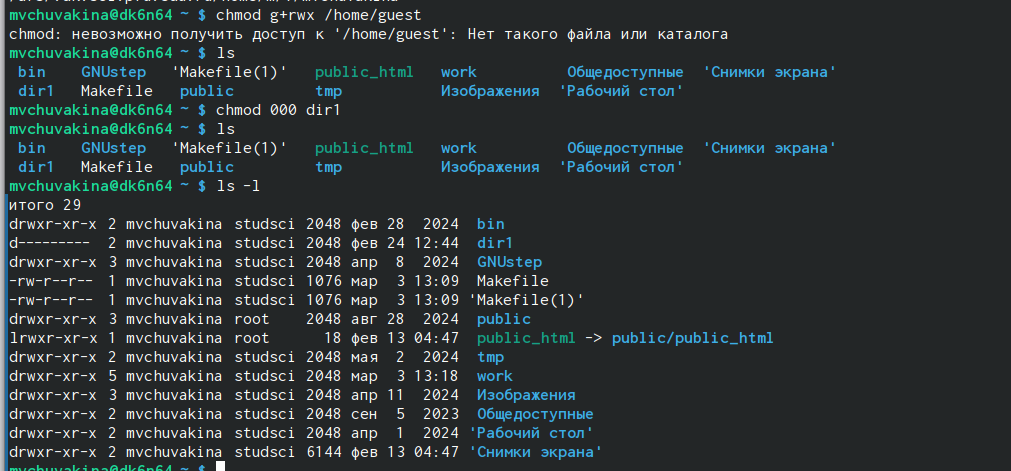 mvchuvakina@dk6n64 ~ $ chmod g+rwx /home/guest
chmod: невозможно получить доступ к '/home/guest': Нет такого файла или каталога
mvchuvakina@dk6n64 ~ $ ls
bin GNUstep 'Makefile(1)' public_html work Общедоступные 'Снимки экрана'
dir1 Makefile public tmp Изображения 'Рабочий стол'
mvchuvakina@dk6n64 ~ $ chmod 000 dir1
mvchuvakina@dk6n64 ~ $ ls
bin GNUstep 'Makefile(1)' public_html work Общедоступные 'Снимки экрана'
dir1 Makefile public tmp Изображения 'Рабочий стол'
mvchuvakina@dk6n64 ~ $ ls -l
итого 29
drwxr-xr-x 2 mvchuvakina studsci 2048 фев 28 2024 bin
d--------- 2 mvchuvakina studsci 2048 фев 24 12:44 dir1
drwxr-xr-x 3 mvchuvakina studsci 2048 апр 8 2024 GNUstep
-rw-r--r-- 1 mvchuvakina studsci 1076 мар 3 13:09 Makefile
-rw-r--r-- 1 mvchuvakina studsci 1076 мар 3 13:09 'Makefile(1)'
drwxr-xr-x 3 mvchuvakina root 2048 авг 28 2024 public
lrwxr-xr-x 1 mvchuvakina root 18 фев 13 04:47 public_html -> public/public_html
drwxr-xr-x 2 mvchuvakina studsci 2048 мая 2 2024 tmp
drwxr-xr-x 5 mvchuvakina studsci 2048 мар 3 13:18 work
drwxr-xr-x 3 mvchuvakina studsci 2048 апр 11 2024 Изображения
drwxr-xr-x 2 mvchuvakina studsci 2048 сен 5 2023 Общедоступные
drwxr-xr-x 2 mvchuvakina studsci 2048 апр 1 2024 'Рабочий стол'
drwxr-xr-x 2 mvchuvakina studsci 6144 фев 13 04:47 'Снимки экрана'
mvchuvakina@dk6n64 ~ $